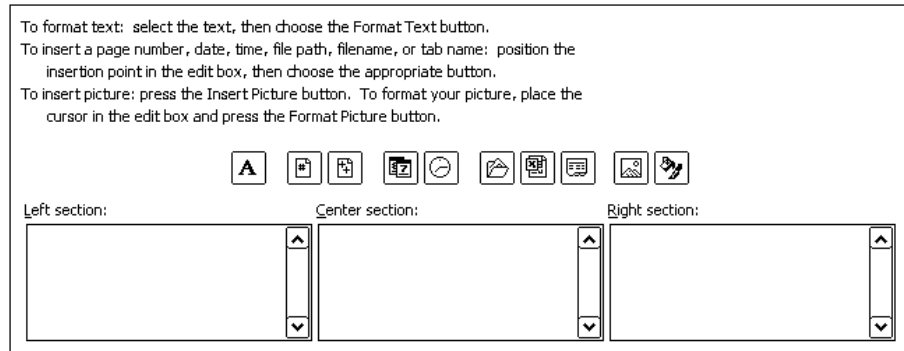 To format text: select the text, then choose the Format Text button.
To insert a page number, date, time, file path, filename, or tab name: position the
insertion point in the edit box, then choose the appropriate button.
To insert picture: press the Insert Picture button. To format your picture, place the
cursor in the edit box and press the Format Picture button.
A
Left section: Center section: Right section: